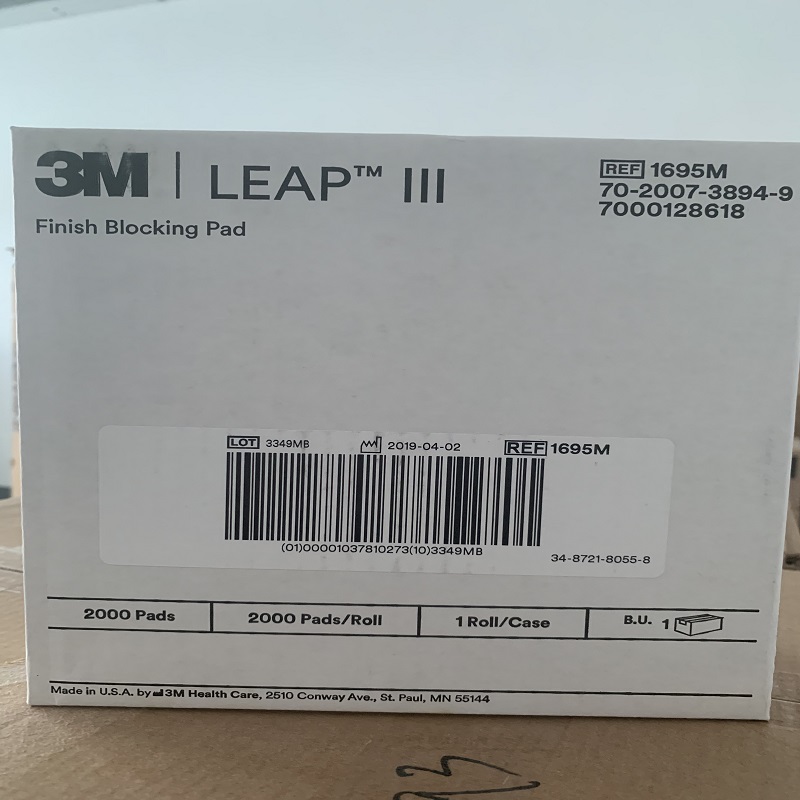 3M | LEAP™ III
Finish Blocking Pad
REF 1695M
70-2007-3894-9
7000128618
LOT 3349MB 2019-04-02 REF 1695M
(01)00001037810273(10)3349MB
34-8721-8055-8
2000 Pads 2000 Pads/Roll 1 Roll/Case B.U. 1
Made in U.S.A. by 3M Health Care, 2510 Conway Ave., St. Paul, MN 55144